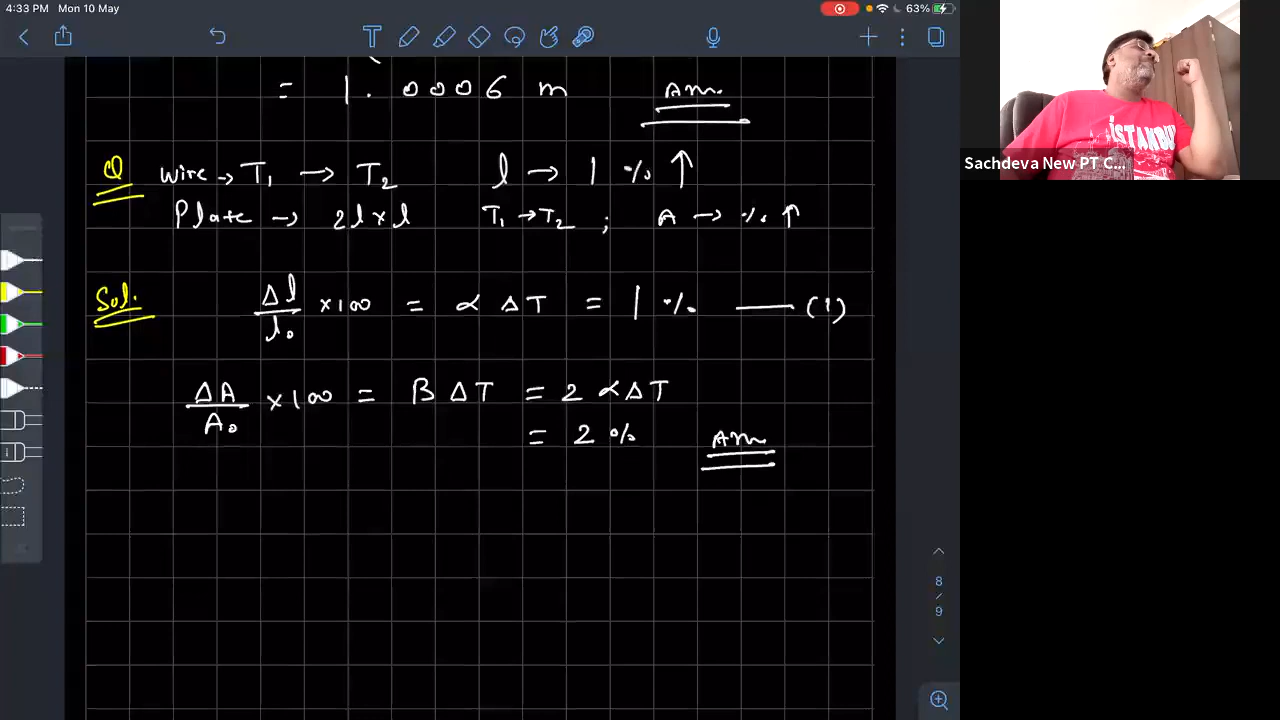 4:33 PM Mon 10 May
63%
= 1.0006 m Ans.
Q wire → T₁ → T₂ l → 1 % ↑
Plate → 2l × l T₁ → T₂ ; A → % ↑
Sol. Δl/l₀ × 100 = α ΔT = 1 % —— (1)
ΔA/A₀ × 100 = β ΔT = 2 α ΔT
= 2 % Ans
8
/
9
İSTANBU
Sachdeva New PT C...